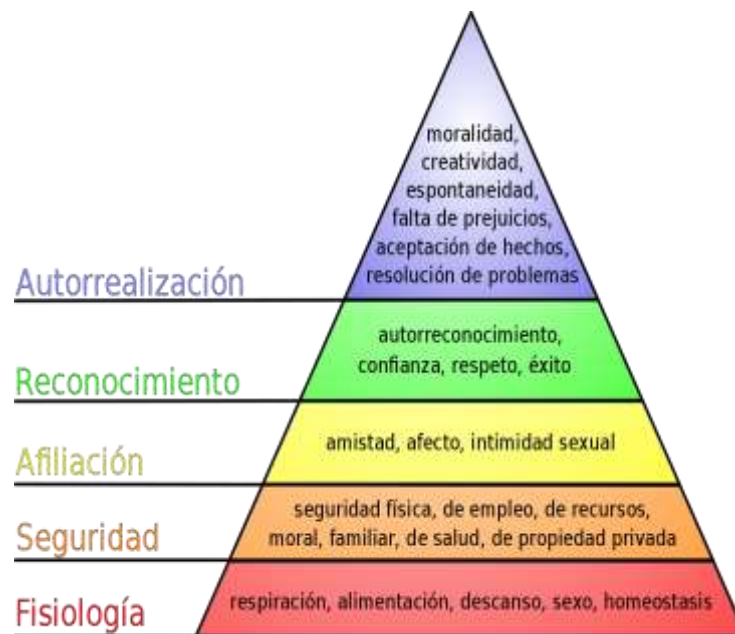 moralidad,
creatividad,
espontaneidad,
falta de prejuicios,
aceptación de hechos,
resolución de problemas
Autorrealización
autorreconocimiento,
confianza, respeto, éxito
Reconocimiento
amistad, afecto, intimidad sexual
Afiliación
seguridad física, de empleo, de recursos,
moral, familiar, de salud, de propiedad privada
Seguridad
respiración, alimentación, descanso, sexo, homeostasis
Fisiología